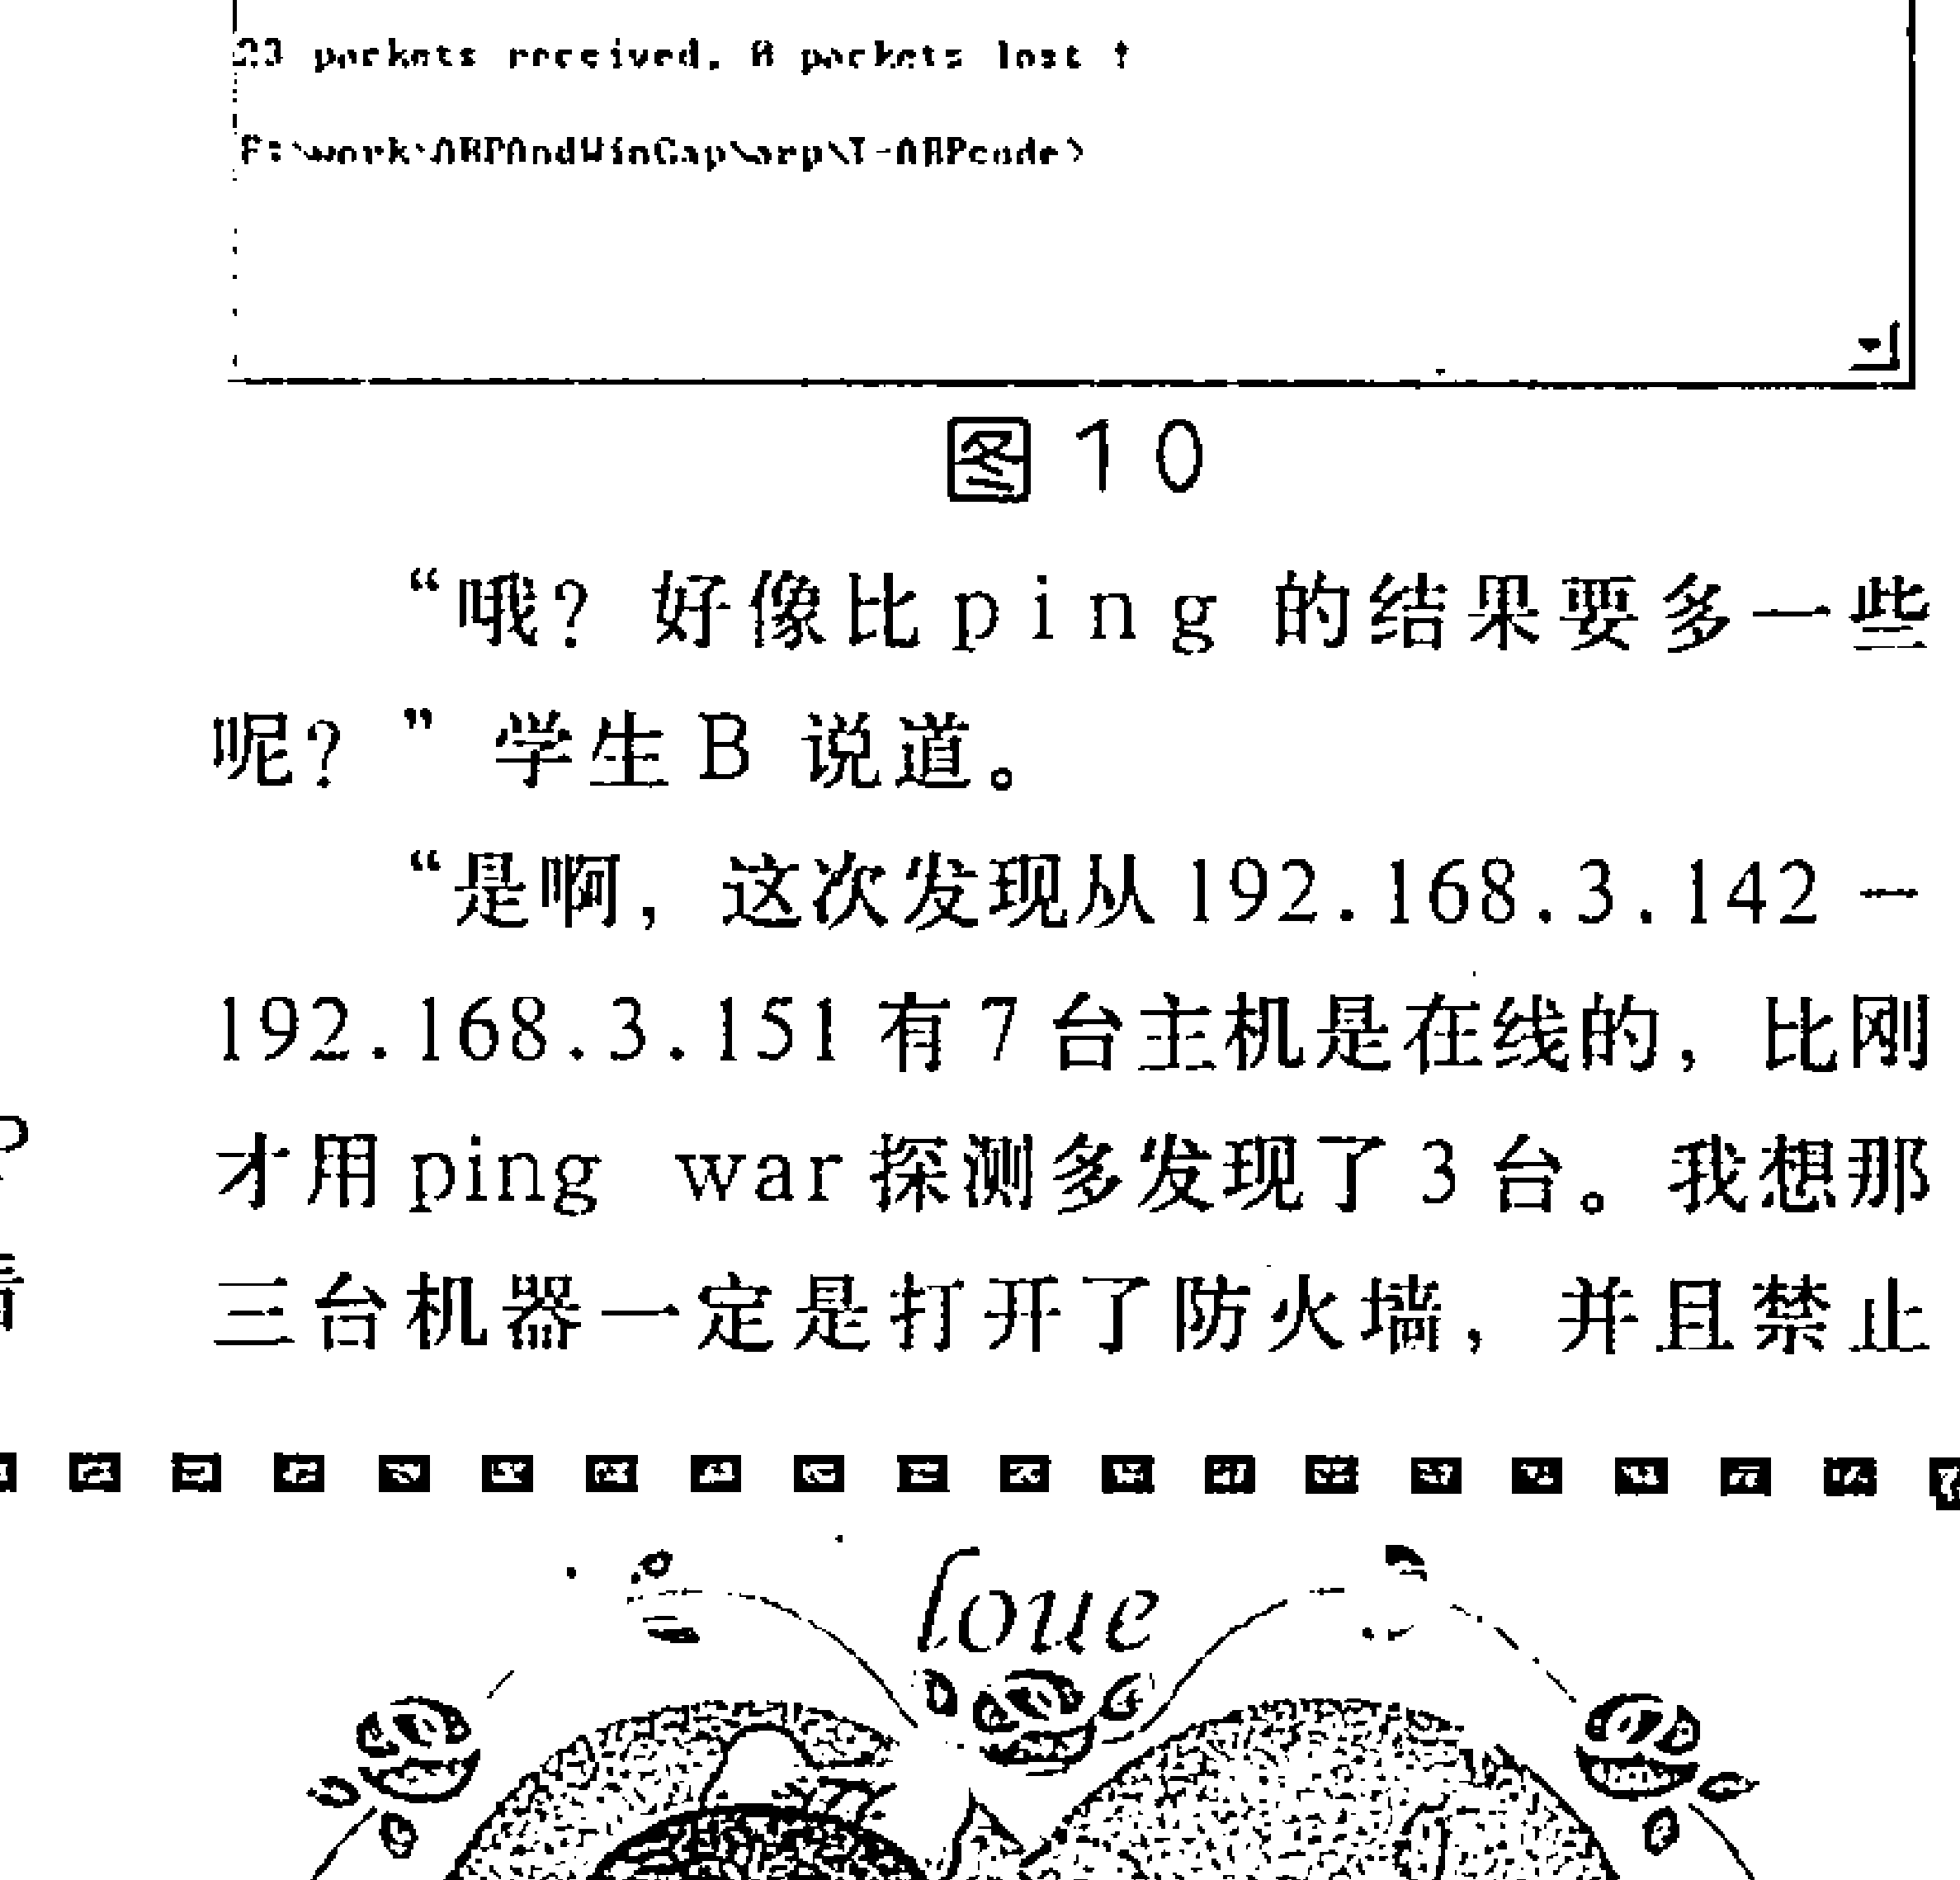 23 packets received, 0 packets lost !
F:\work\ARPAndWinCap\arp\T-ARPcode>
图10
“哦？好像比ping 的结果要多一些
呢？”学生B 说道。
“是啊，这次发现从192.168.3.142－
192.168.3.151有7台主机是在线的，比刚
才用ping war探测多发现了3台。我想那
三台机器一定是打开了防火墙，并且禁止
love